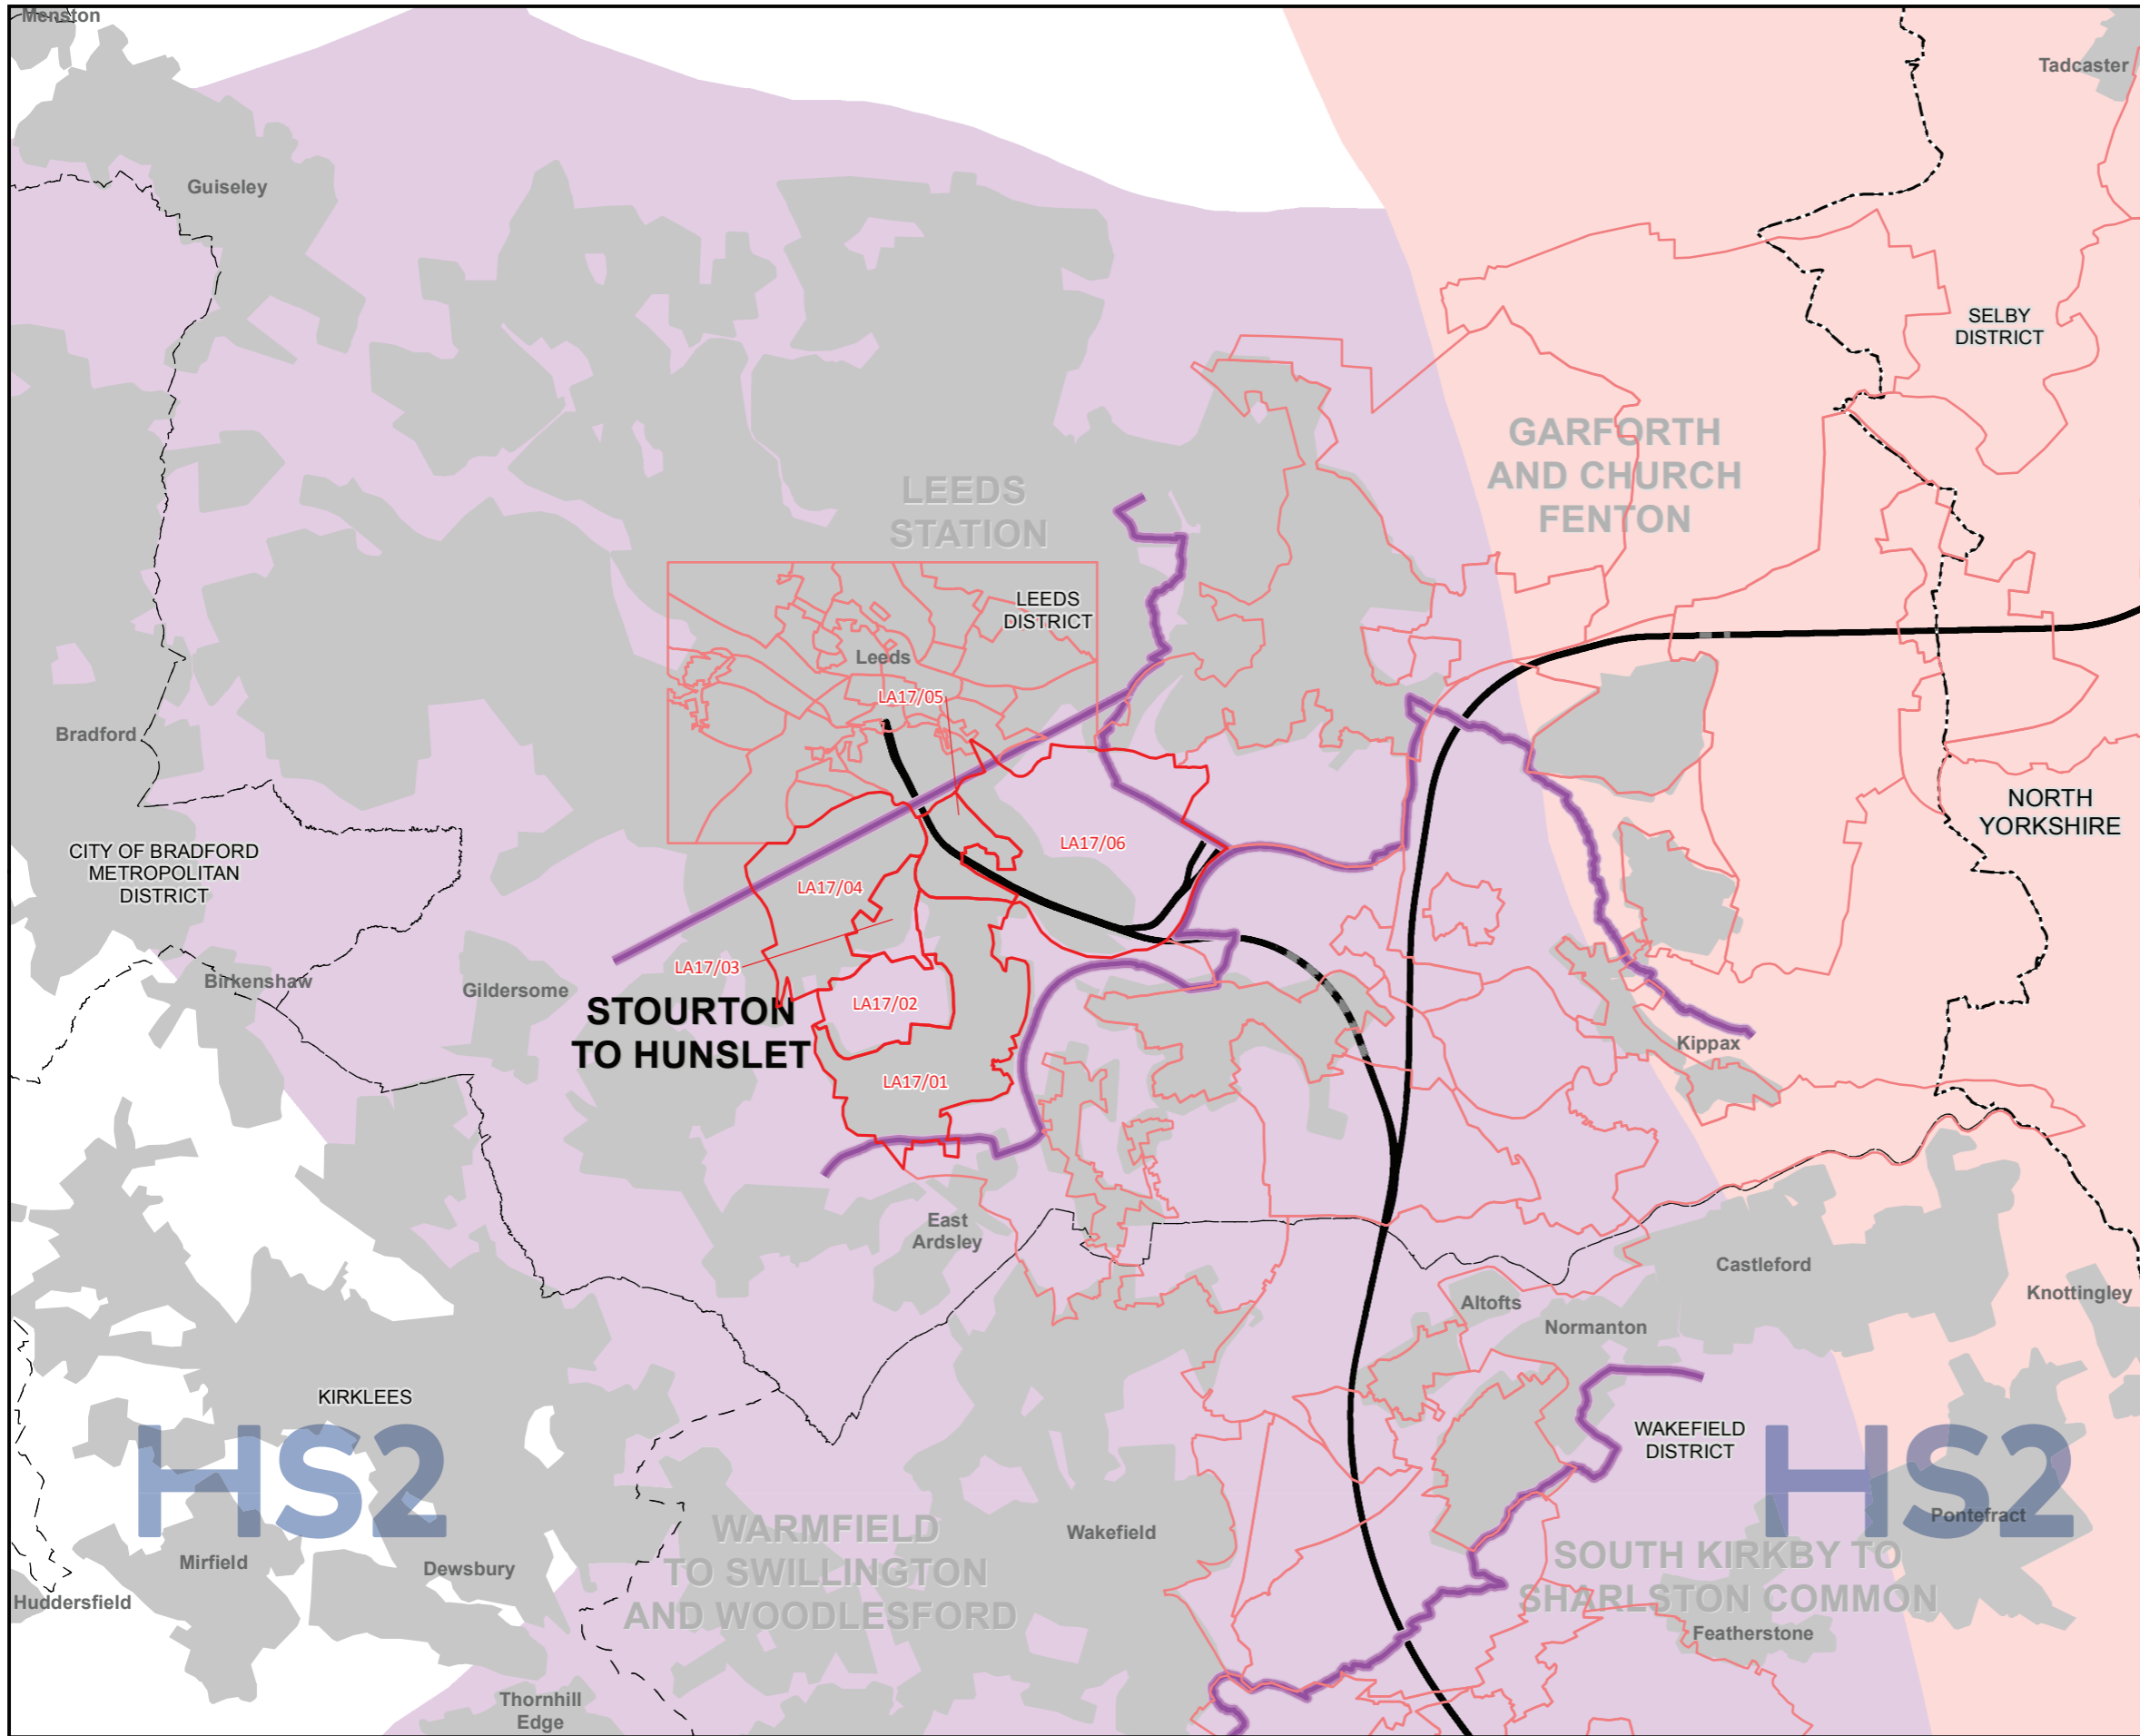 Menston
Tadcaster
Guiseley
SELBY
DISTRICT
GARFORTH
AND CHURCH
FENTON
LEEDS
STATION
LEEDS
DISTRICT
Leeds
LA17/05
Bradford
NORTH
YORKSHIRE
CITY OF BRADFORD
METROPOLITAN
DISTRICT
LA17/06
LA17/04
LA17/03
Birkenshaw
Gildersome
LA17/02
STOURTON
TO HUNSLET
Kippax
LA17/01
East
Ardsley
Castleford
Knottingley
Altofts
Normanton
KIRKLEES
WAKEFIELD
DISTRICT
HS2
HS2
Pontefract
WARMFIELD
TO SWILLINGTON
AND WOODLESFORD
Wakefield
SOUTH KIRKBY TO
SHARLSTON COMMON
Mirfield
Dewsbury
Huddersfield
Featherstone
Thornhill
Edge